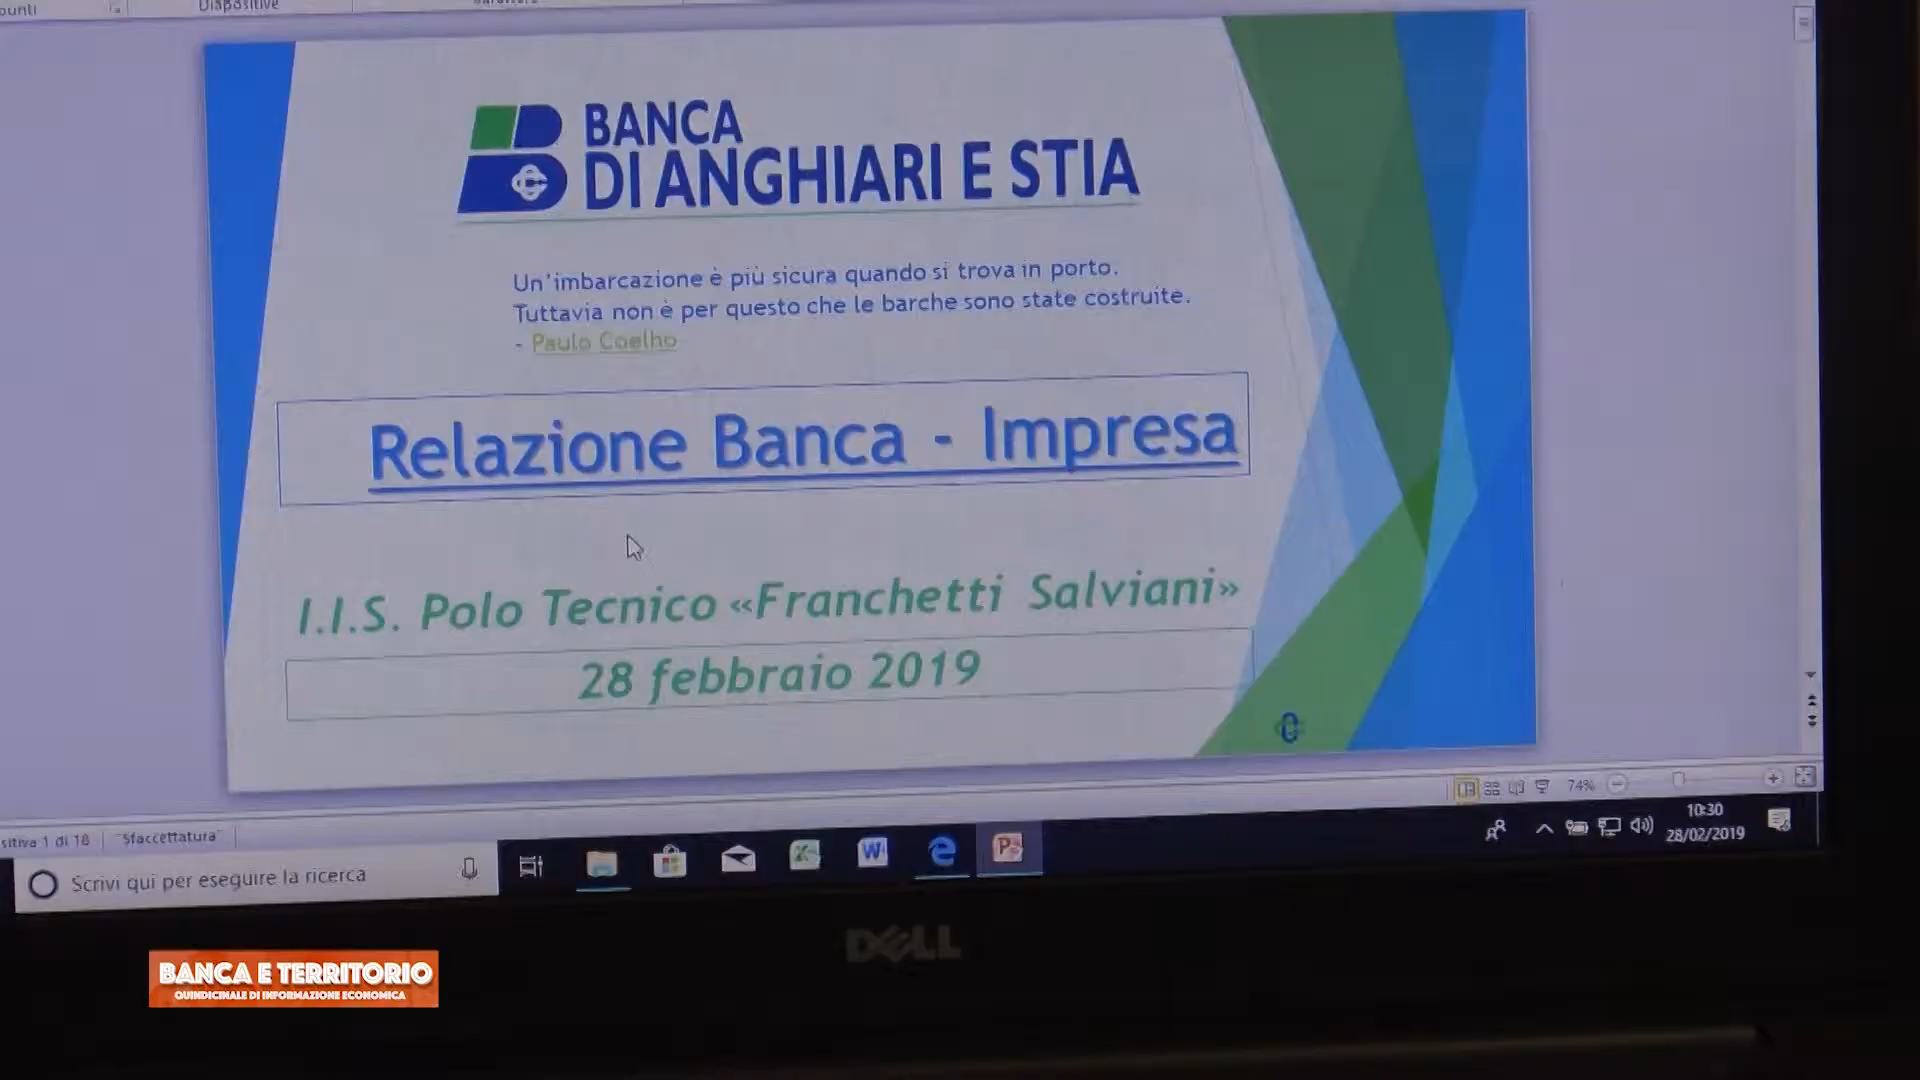 punti
Diapositive
BANCA
DI ANGHIARI E STIA
Un'imbarcazione è più sicura quando si trova in porto.
Tuttavia non è per questo che le barche sono state costruite.
- Paulo Coelho
Relazione Banca - Impresa
I.I.S. Polo Tecnico «Franchetti Salviani»
28 febbraio 2019
74%
sitiva 1 di 18 "Sfaccettatura"
10:30
28/02/2019
Scrivi qui per eseguire la ricerca
DELL
BANCA E TERRITORIO
QUINDICINALE DI INFORMAZIONE ECONOMICA